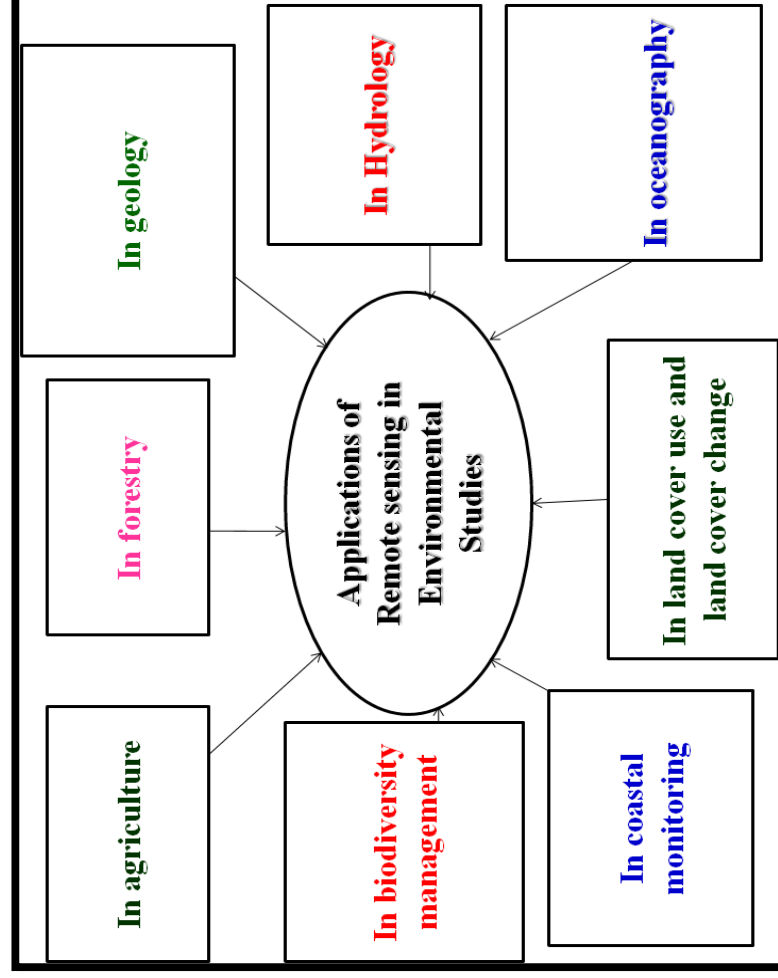 In agriculture
In forestry
In geology
In biodiversity
management
Applications of
Remote sensing in
Environmental
Studies
In Hydrology
In coastal
monitoring
In land cover use and
land cover change
In oceanography